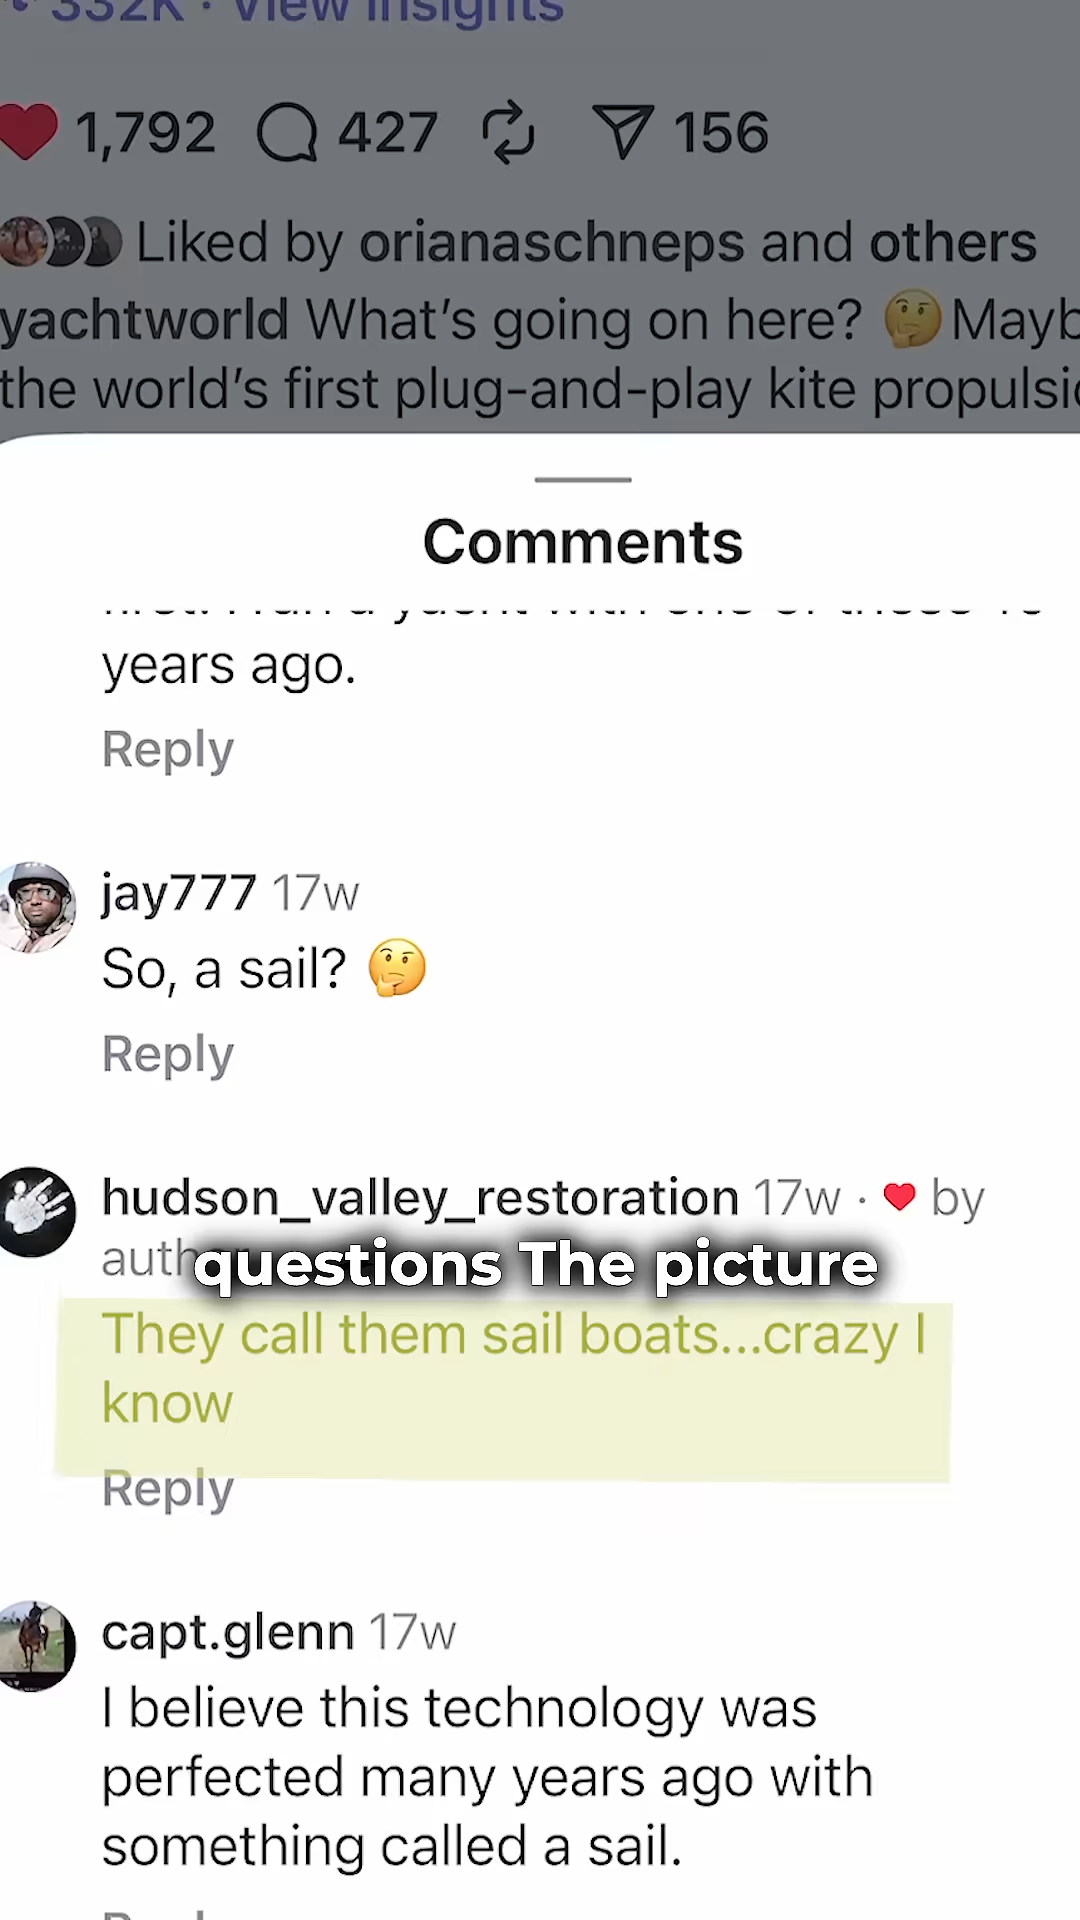 332K · View insights
1,792 427 156
Liked by orianaschneps and others
yachtworld What's going on here? 🤔 Mayb
the world's first plug-and-play kite propulsi
Comments
years ago.
Reply
jay777 17w
So, a sail? 🤔
Reply
hudson_valley_restoration 17w · ❤️ by
questions The picture
They call them sail boats...crazy I
know
Reply
capt.glenn 17w
I believe this technology was
perfected many years ago with
something called a sail.